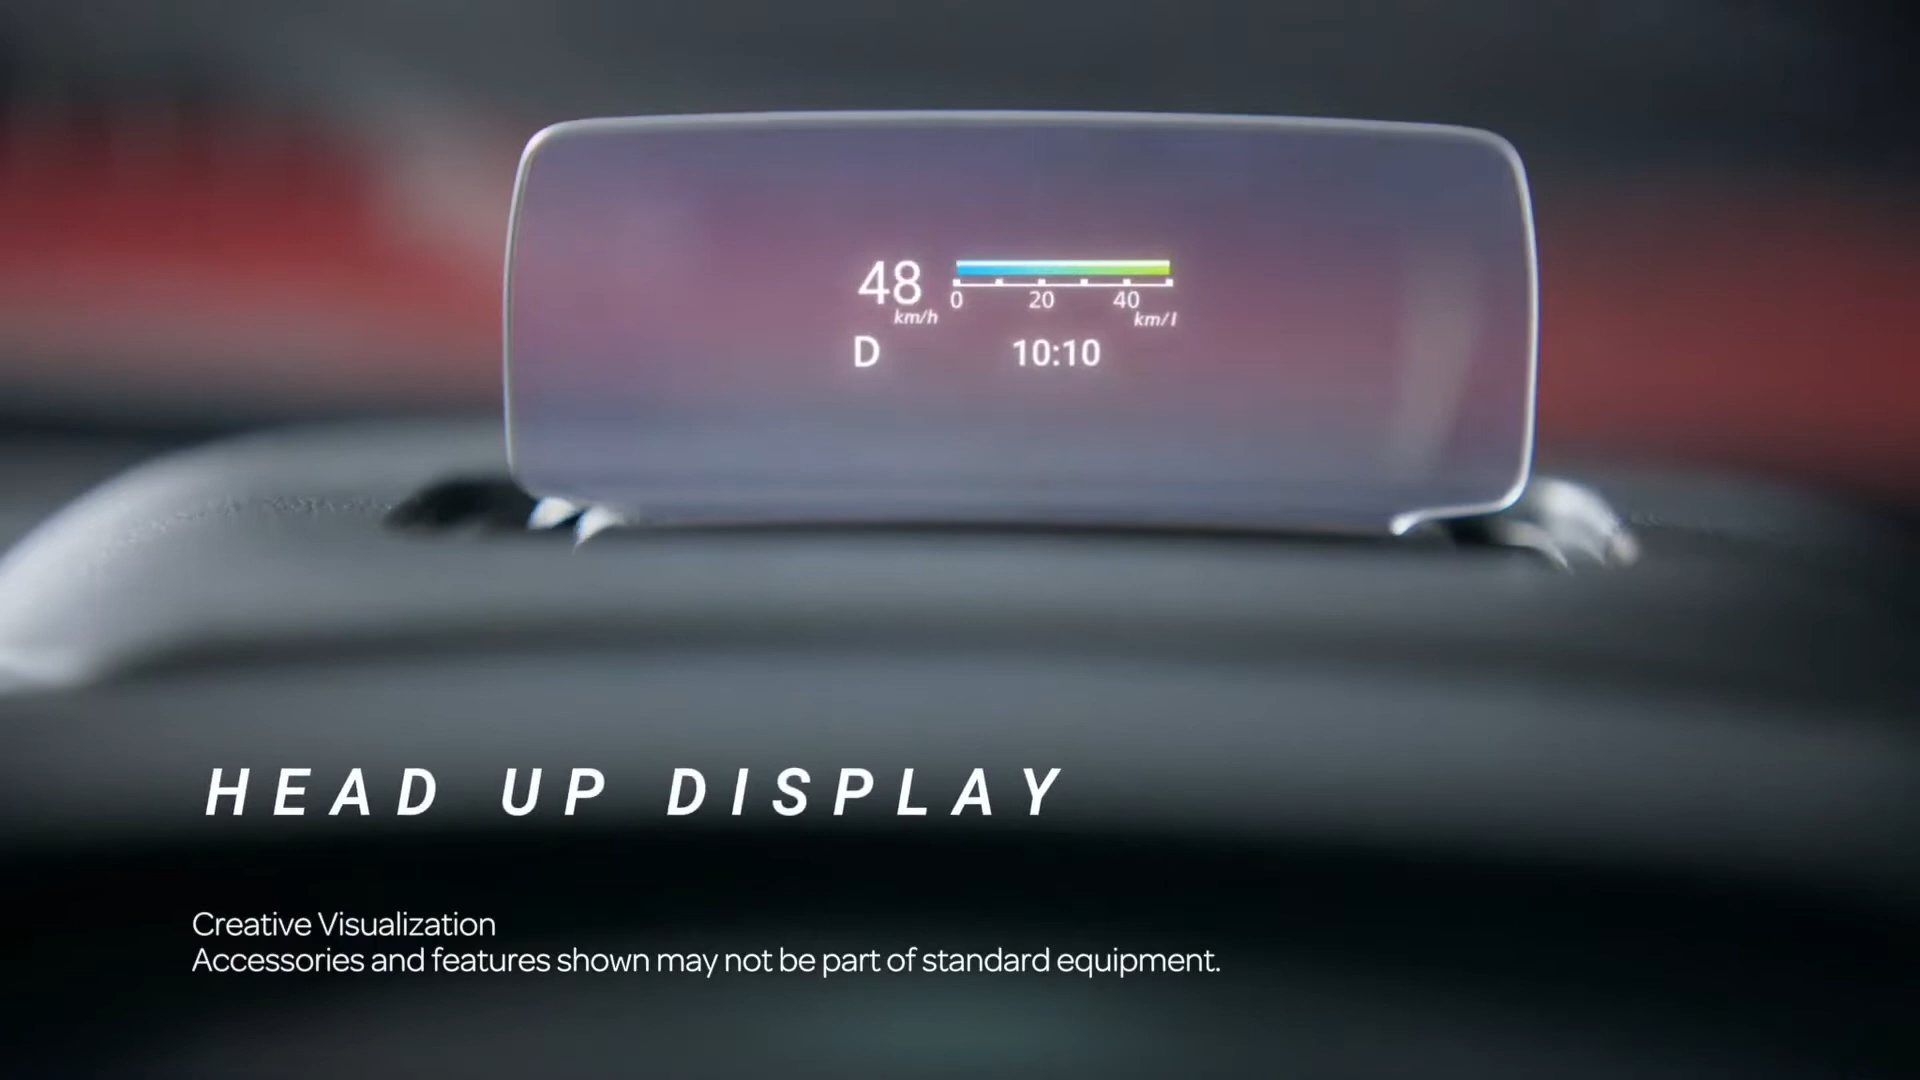 48 km/h
0 20 40
km/l
D 10:10
HEAD UP DISPLAY
Creative Visualization
Accessories and features shown may not be part of standard equipment.